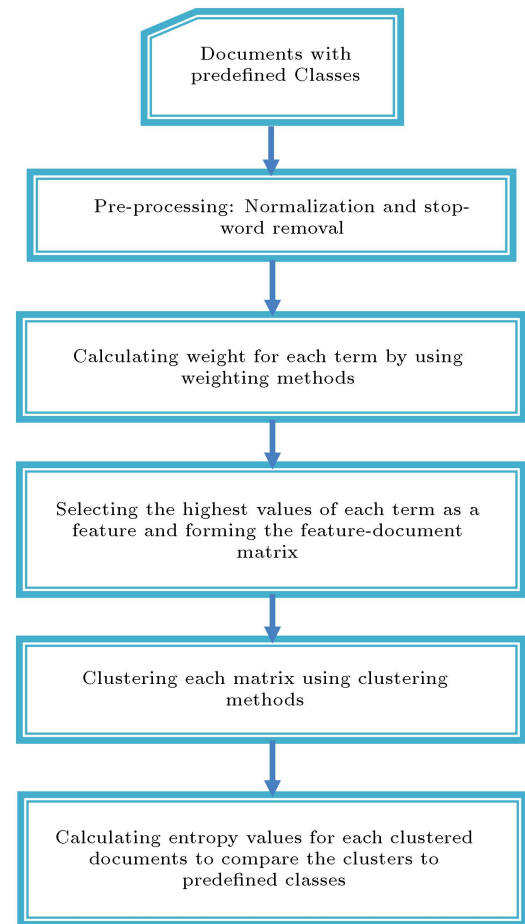 Documents with
predefined Classes
Pre-processing: Normalization and stop-
word removal
Calculating weight for each term by using
weighting methods
Selecting the highest values of each term as a
feature and forming the feature-document
matrix
Clustering each matrix using clustering
methods
Calculating entropy values for each clustered
documents to compare the clusters to
predefined classes